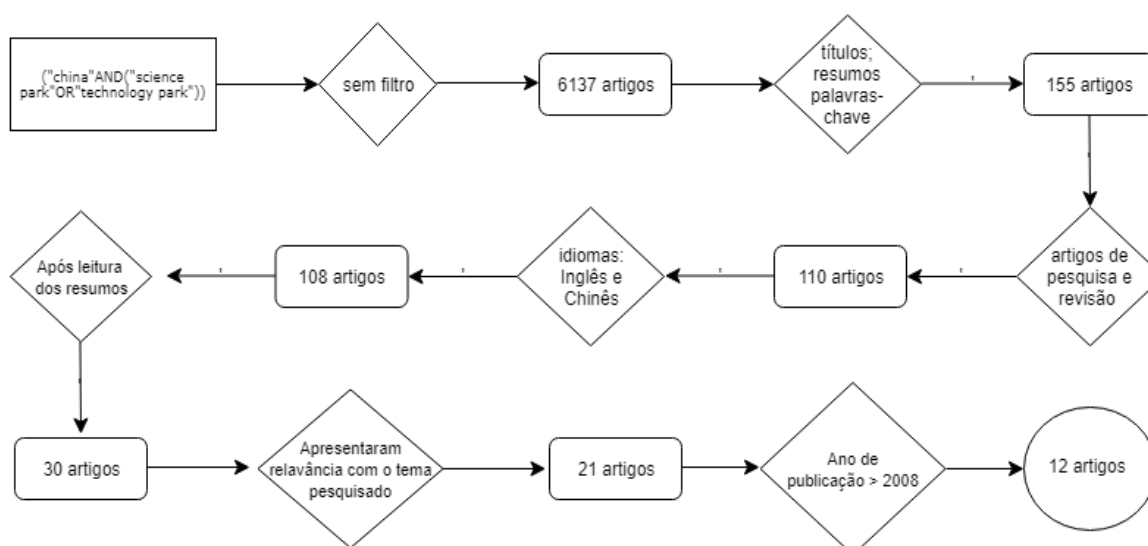 ("china"AND("science
park"OR"technology park"))
sem filtro
6137 artigos
títulos;
resumos
palavras-
chave
155 artigos
artigos de
pesquisa e
revisão
110 artigos
idiomas:
Inglês e
Chinês
108 artigos
Após leitura
dos resumos
30 artigos
Apresentaram
relavância com o tema
pesquisado
21 artigos
Ano de
publicação > 2008
12 artigos